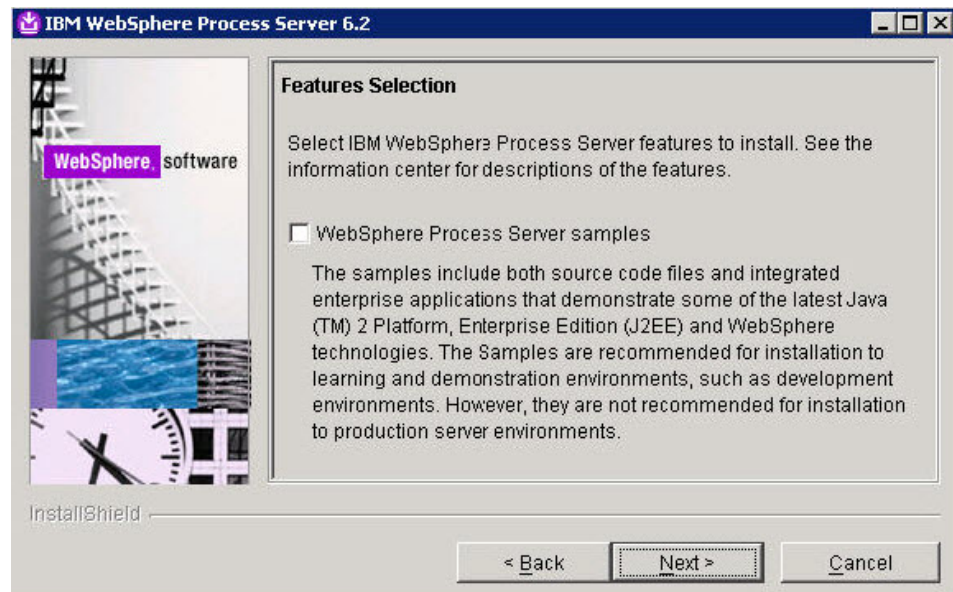 IBM WebSphere Process Server 6.2
WebSphere. software
Features Selection
Select IBM WebSphere Process Server features to install. See the
information center for descriptions of the features.
WebSphere Process Server samples
The samples include both source code files and integrated
enterprise applications that demonstrate some of the latest Java
(TM) 2 Platform, Enterprise Edition (J2EE) and WebSphere
technologies. The Samples are recommended for installation to
learning and demonstration environments, such as development
environments. However, they are not recommended for installation
to production server environments.
InstallShield
< Back Next > Cancel